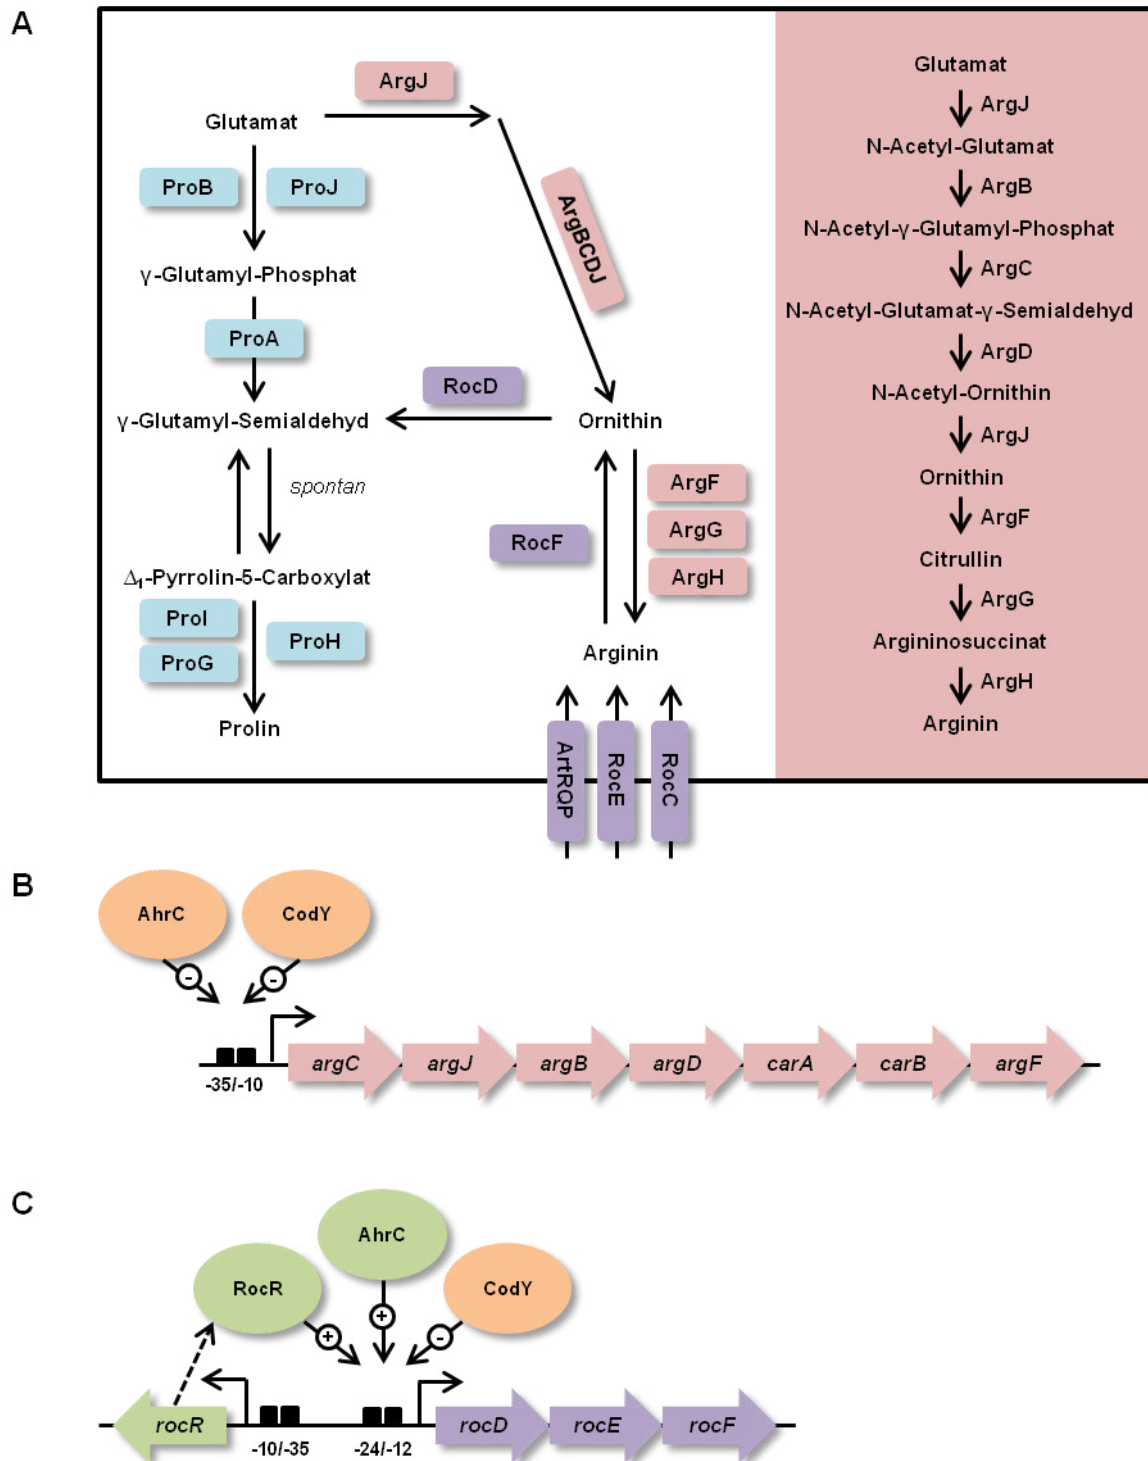 A
Glutamat
ArgJ
ProB
ProJ
γ-Glutamyl-Phosphat
ProA
γ-Glutamyl-Semialdehyd
RocD
ArgBCDJ
Ornithin
spontan
RocF
ArgF
ArgG
ArgH
Δ₁-Pyrrolin-5-Carboxylat
ProI
ProG
ProH
Prolin
Arginin
ArtRQP
RocE
RocC
Glutamat
ArgJ
N-Acetyl-Glutamat
ArgB
N-Acetyl-γ-Glutamyl-Phosphat
ArgC
N-Acetyl-Glutamat-γ-Semialdehyd
ArgD
N-Acetyl-Ornithin
ArgJ
Ornithin
ArgF
Citrullin
ArgG
Argininosuccinat
ArgH
Arginin
B
AhrC
CodY
-
-
-35/-10
argC
argJ
argB
argD
carA
carB
argF
C
RocR
AhrC
CodY
+
+
-
rocR
-10/-35
-24/-12
rocD
rocE
rocF